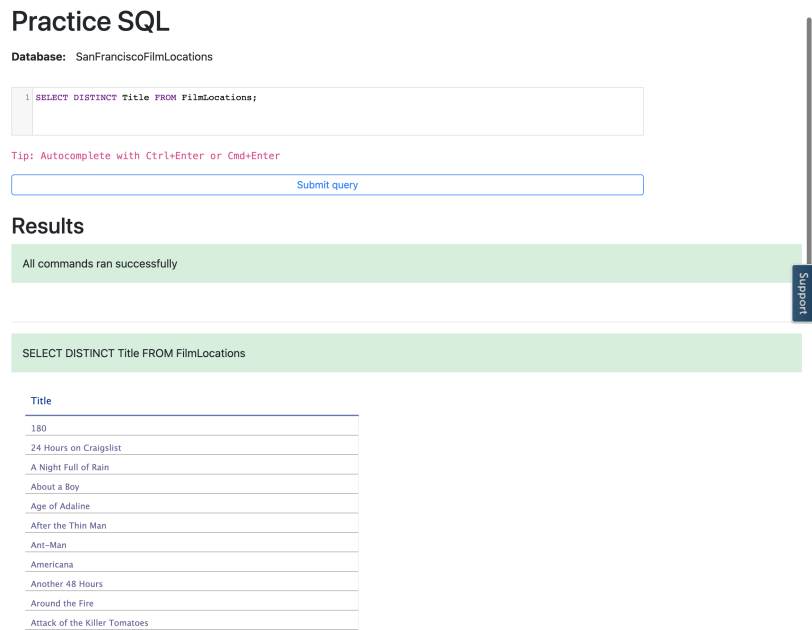 Practice SQL
Database: SanFranciscoFilmLocations
1 SELECT DISTINCT Title FROM FilmLocations;
Tip: Autocomplete with Ctrl+Enter or Cmd+Enter
Submit query
Results
All commands ran successfully
Support
SELECT DISTINCT Title FROM FilmLocations
Title
180
24 Hours on Craigslist
A Night Full of Rain
About a Boy
Age of Adaline
After the Thin Man
Ant-Man
Americana
Another 48 Hours
Around the Fire
Attack of the Killer Tomatoes